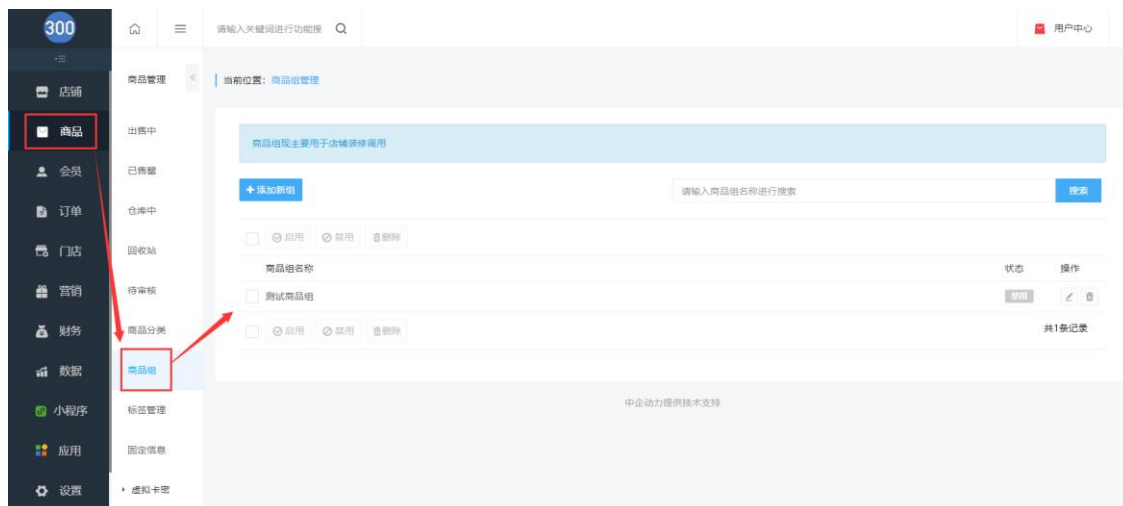 300
请输入关键词进行功能搜
用户中心
店铺
商品
会员
订单
门店
营销
财务
数据
小程序
应用
设置
商品管理
出售中
已售罄
仓库中
回收站
待审核
商品分类
商品组
标签管理
固定信息
虚拟卡密
当前位置：商品组管理
商品组现主要用于店铺装修调用
+添加新组
请输入商品组名称进行搜索
搜索
启用 禁用 删除
商品组名称 状态 操作
测试商品组 禁用
启用 禁用 删除
共1条记录
中企动力提供技术支持